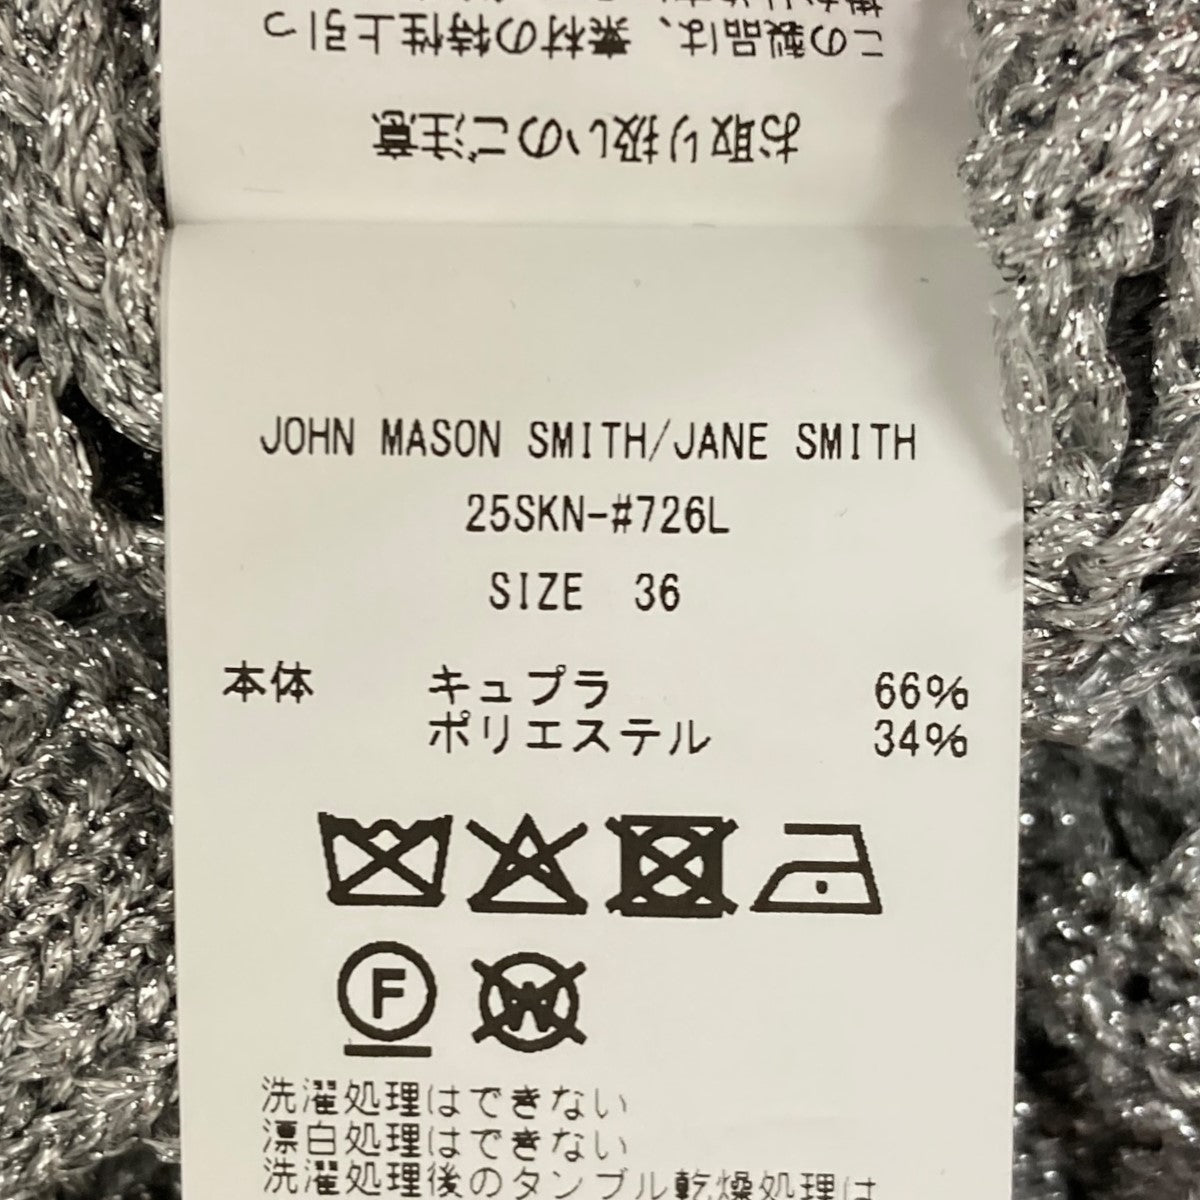 お取り扱いのご注意
この製品は、素材の特性上引っ
JOHN MASON SMITH/JANE SMITH
25SKN-#726L
SIZE 36
本体 キュプラ 66%
ポリエステル 34%
F W
洗濯処理はできない
漂白処理はできない
洗濯処理後のタンブル乾燥処理は